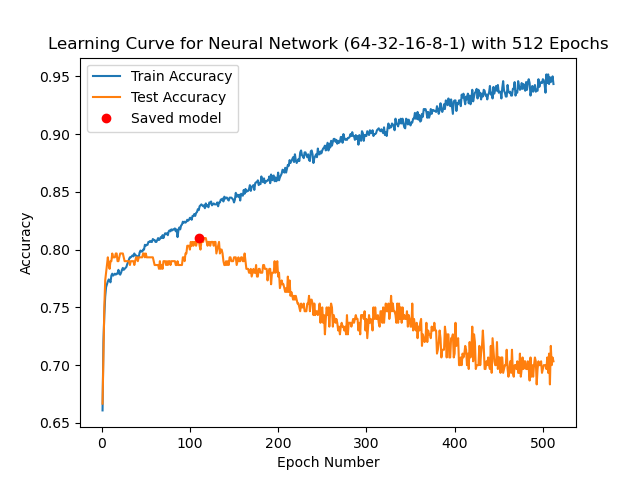 Learning Curve for Neural Network (64-32-16-8-1) with 512 Epochs
Train Accuracy
Test Accuracy
Saved model
Accuracy
0.95
0.90
0.85
0.80
0.75
0.70
0.65
0 100 200 300 400 500
Epoch Number